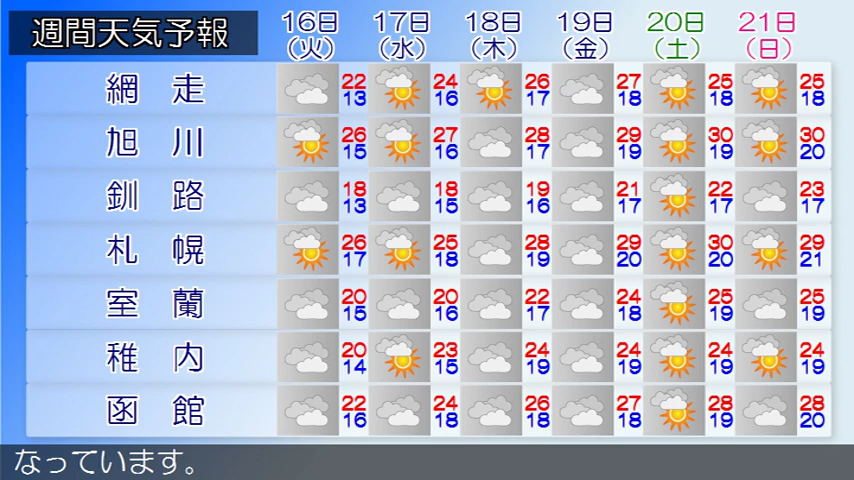 週間天気予報 16日 17日 18日 19日 20日 21日
(火) (水) (木) (金) (土) (日)
網走 22 13 24 16 26 17 27 18 25 18 25 18
旭川 26 15 27 16 28 17 29 19 30 19 30 20
釧路 18 13 18 15 19 16 21 17 22 17 23 17
札幌 26 17 25 18 28 19 29 20 30 20 29 21
室蘭 20 15 20 16 22 17 24 18 25 19 25 19
稚内 20 14 23 15 24 19 24 19 24 19 24 19
函館 22 16 24 18 26 18 27 18 28 19 28 20
なっています。